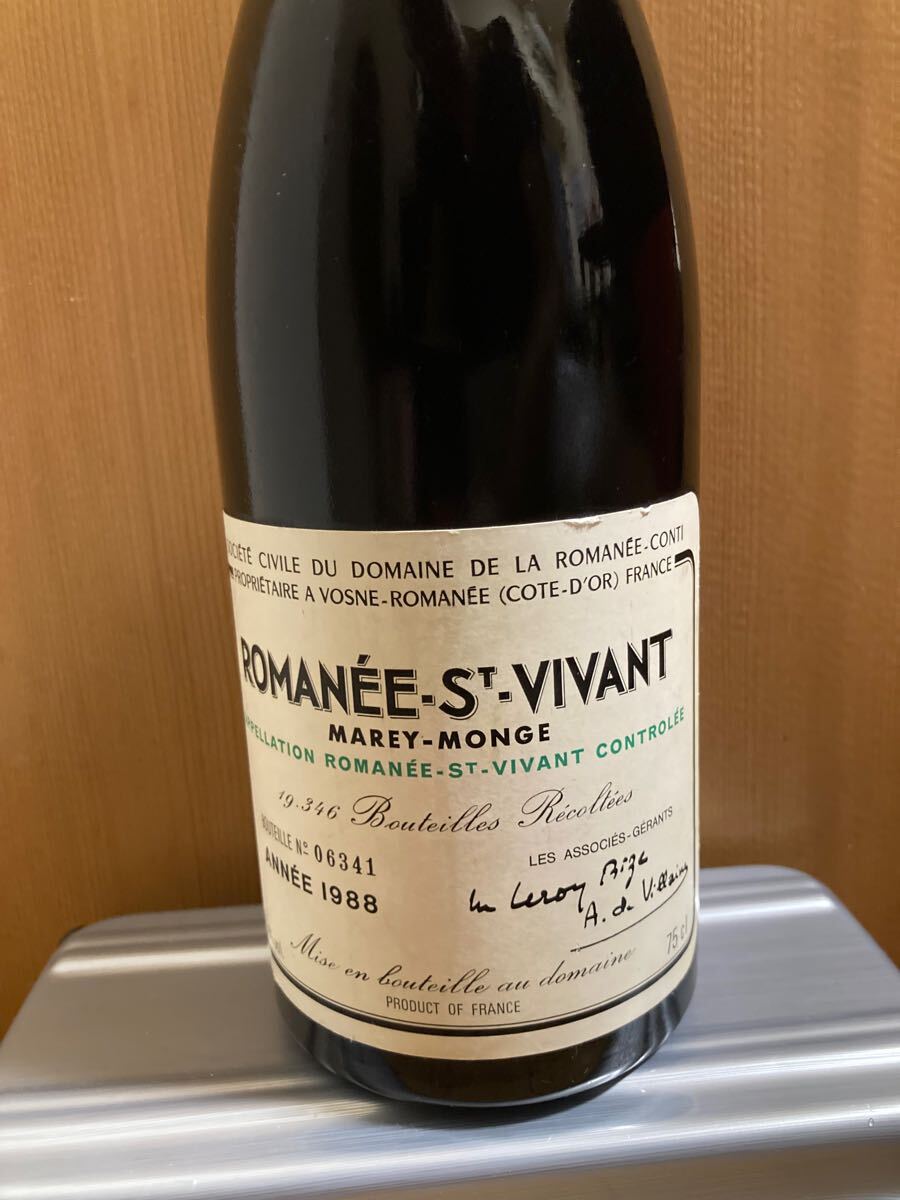 SOCIÉTÉ CIVILE DU DOMAINE DE LA ROMANÉE-CONTI
PROPRIÉTAIRE A VOSNE-ROMANÉE (COTE-D'OR) FRANCE
ROMANÉE-ST-VIVANT
MAREY-MONGE
APPELLATION ROMANÉE-ST-VIVANT CONTROLÉE
19.346 Bouteilles Récoltées
BOUTEILLE Nº 06341
LES ASSOCIÉS-GÉRANTS
ANNÉE 1988
Leroy Bize
A. de Villaine
Mise en bouteille au domaine
75 cl
PRODUCT OF FRANCE